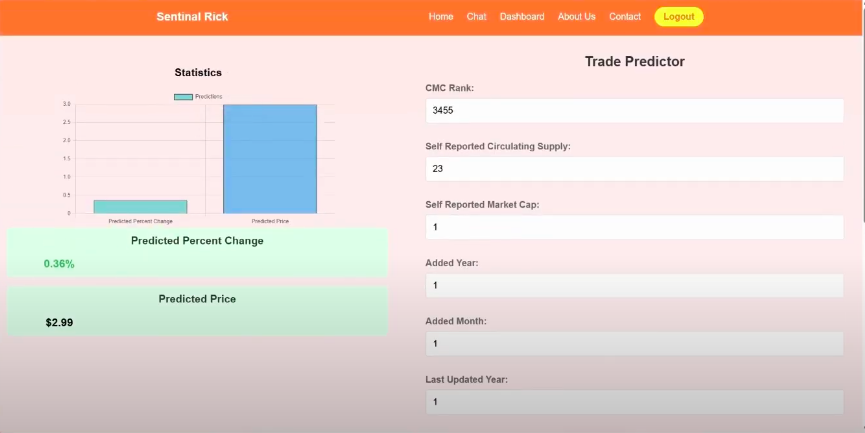 Sentinal Rick
Home Chat Dashboard About Us Contact Logout
Statistics
Predictions
3.0
2.5
2.0
1.5
1.0
0.5
0
Predicted Percent Change Predicted Price
Predicted Percent Change
0.36%
Predicted Price
$2.99
Trade Predictor
CMC Rank:
3455
Self Reported Circulating Supply:
23
Self Reported Market Cap:
1
Added Year:
1
Added Month:
1
Last Updated Year:
1